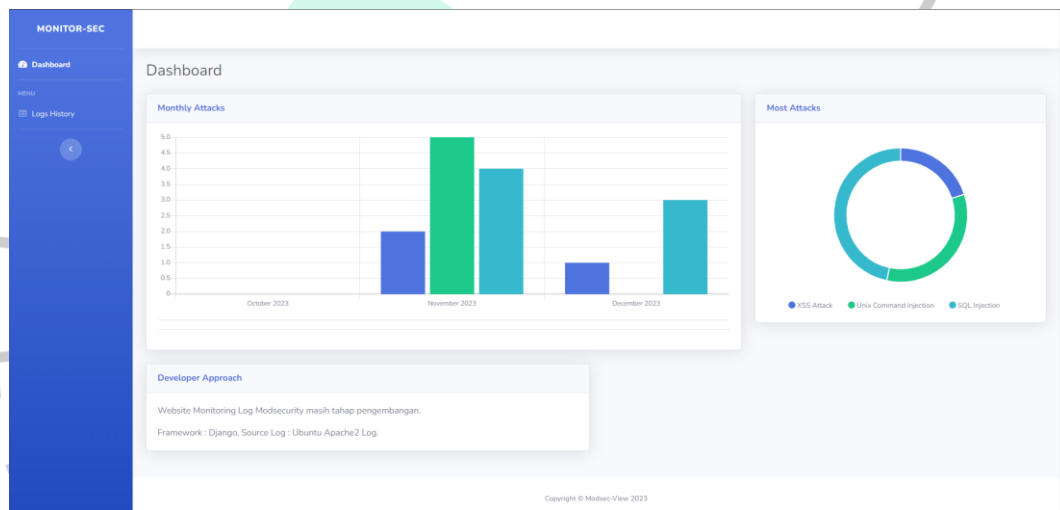 MONITOR-SEC
Dashboard
MENU
Logs History
Dashboard
Monthly Attacks
5.0
4.5
4.0
3.5
3.0
2.5
2.0
1.5
1.0
0.5
0
October 2023
November 2023
December 2023
Most Attacks
XSS Attack
Unix Command Injection
SQL Injection
Developer Approach
Website Monitoring Log Modsecurity masih tahap pengembangan.
Framework : Django, Source Log : Ubuntu Apache2 Log.
Copyright © Modsec-View 2023